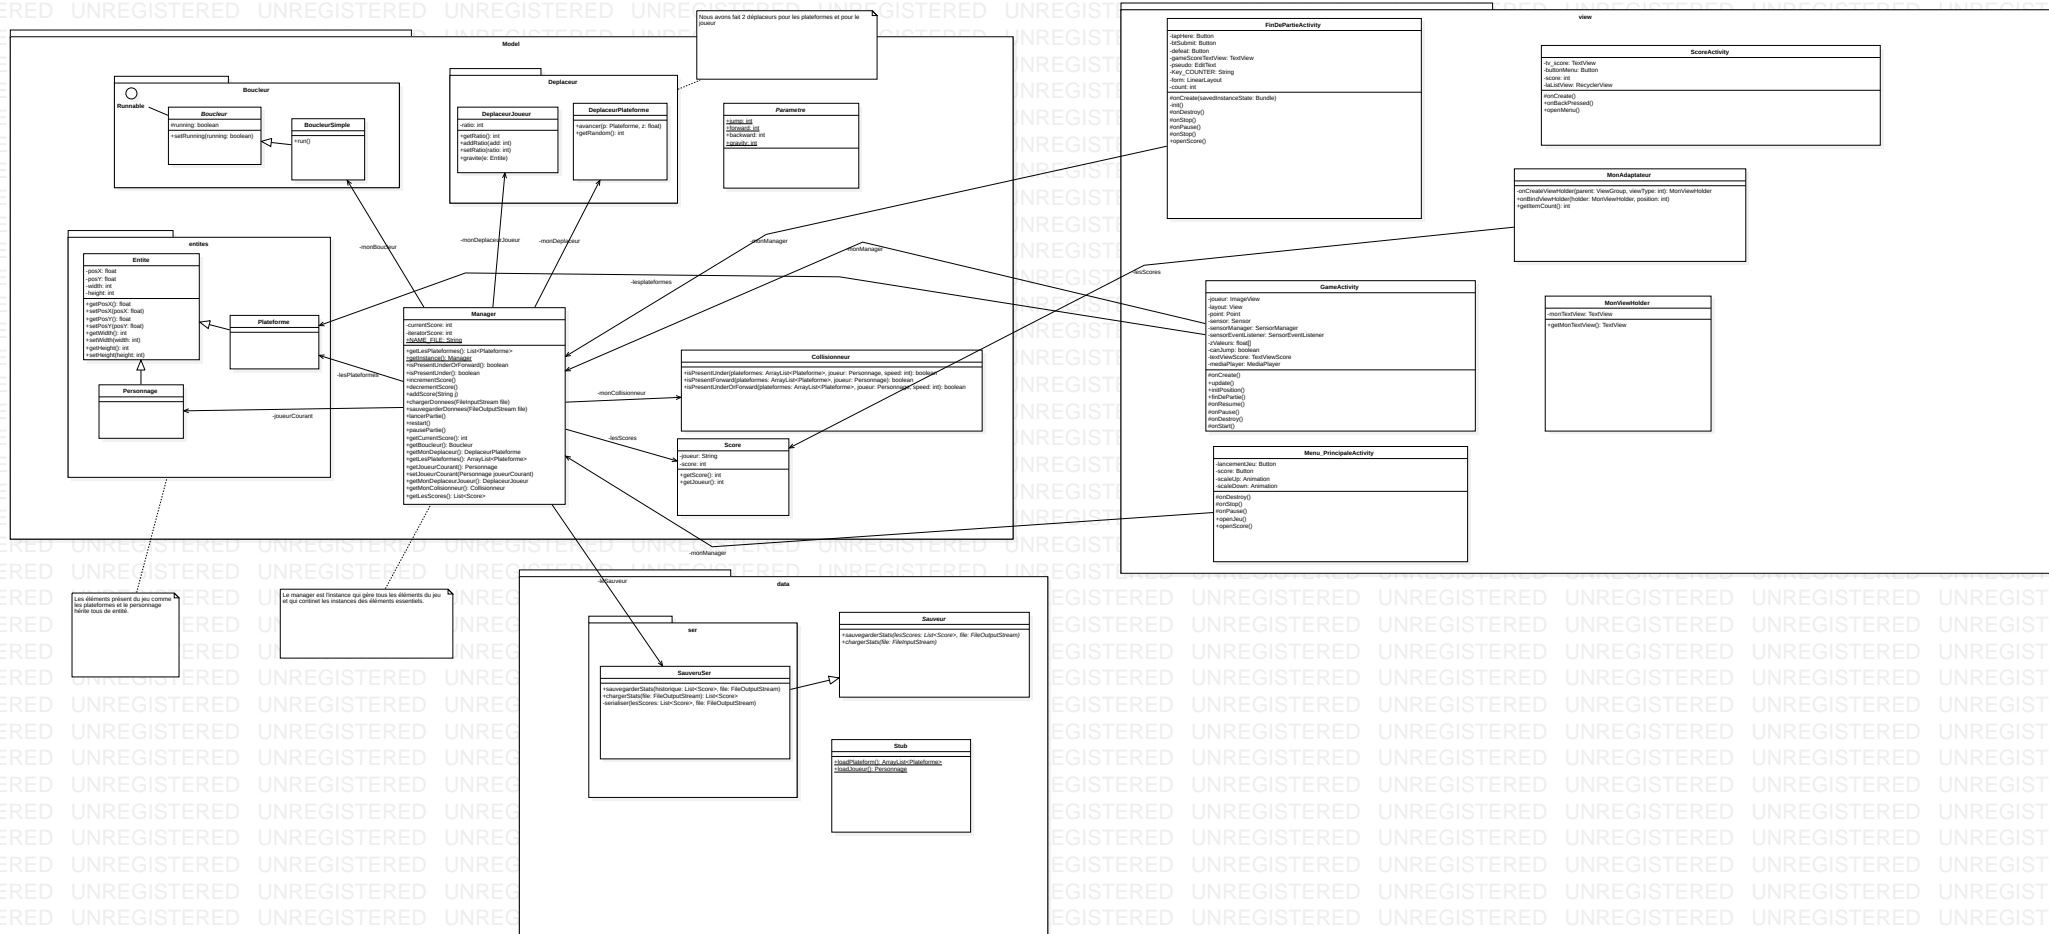 Model
Nous avons fait 2 déplaceurs pour les plateformes et pour le
joueur
Boucleur
Runnable
Boucleur
#running: boolean
+setRunning(running: boolean)
BoucleurSimple
+run()
Deplaceur
DeplaceurJoueur
-ratio: int
+getRatio(): int
+addRatio(add: int)
+setRatio(ratio: int)
+gravite(e: Entite)
DeplaceurPlateforme
+avancer(p: Plateforme, z: float)
+getRandom(): int
Parametre
+jump: int
+forward: int
+backward: int
+gravity: int
-monBoucleur
-monDeplaceurJoueur
-monDeplaceur
-monManager
-monManager
-lesplateformes
entites
Entite
-posX: float
-posY: float
-width: int
-height: int
+getPosX(): float
+setPosX(posX: float)
+getPosY(): float
+setPosY(posY: float)
+getWidth(): int
+setWidth(width: int)
+getHeight(): int
+setHeight(height: int)
Plateforme
Personnage
-lesPlateformes
-joueurCourant
Manager
-currentScore: int
-iteratorScore: int
+NAME_FILE: String
+getLesPlateformes(): List<Plateforme>
+getInstance(): Manager
+isPresentUnderOrForward(): boolean
+isPresentUnder(): boolean
+incrementScore()
+decrementScore()
+addScore(String j)
+chargerDonnees(FileInputStream file)
+sauvegarderDonnees(FileOutputStream file)
+lancerPartie()
+restart()
+pausePartie()
+getCurrentScore(): int
+getBoucleur(): Boucleur
+getMonDeplaceur(): DeplaceurPlateforme
+getLesPlateformes(): ArrayList<Plateforme>
+getJoueurCourant(): Personnage
+setJoueurCourant(Personnage joueurCourant)
+getMonDeplaceurJoueur(): DeplaceurJoueur
+getMonColisionneur(): Collisionneur
+getLesScores(): List<Score>
-monCollisionneur
-lesScores
Collisionneur
+isPresentUnder(plateformes: ArrayList<Plateforme>, joueur: Personnage, speed: int): boolean
+isPresentForward(plateformes: ArrayList<Plateforme>, joueur: Personnage): boolean
+isPresentUnderOrForward(plateformes: ArrayList<Plateforme>, joueur: Personnage, speed: int): boolean
Score
-joueur: String
-score: int
+getScore(): int
+getJoueur(): int
-monManager
Les éléments présent du jeu comme
les plateformes et le personnage
hérite tous de entité.
Le manager est l'instance qui gère tous les éléments du jeu
et qui continet les instances des éléments essentiels.
view
FinDePartieActivity
-tapHere: Button
-btSubmit: Button
-defeat: Button
-gameScoreTextView: TextView
-pseudo: EditText
-Key_COUNTER: String
-form: LinearLayout
-count: int
#onCreate(savedInstanceState: Bundle)
-init()
#onDestroy()
#onStop()
#onPause()
#onStop()
+openScore()
ScoreActivity
-tv_score: TextView
-buttonMenu: Button
-score: int
-laListView: RecyclerView
#onCreate()
+onBackPressed()
+openMenu()
MonAdaptateur
-onCreateViewHolder(parent: ViewGroup, viewType: int): MonViewHolder
+onBindViewHolder(holder: MonViewHolder, position: int)
+getItemCount(): int
-lesScores
GameActivity
-joueur: ImageView
-layout: View
-point: Point
-sensor: Sensor
-sensorManager: SensorManager
-sensorEventListener: SensorEventListener
-zValeurs: float[]
-canJump: boolean
-textViewScore: TextViewScore
-mediaPlayer: MediaPlayer
#onCreate()
+update()
+initPosition()
+finDePartie()
#onResume()
#onPause()
#onDestroy()
#onStart()
MonViewHolder
-monTextView: TextView
+getMonTextView(): TextView
Menu_PrincipaleActivity
-lancementJeu: Button
-score: Button
-scaleUp: Animation
-scaleDown: Animation
#onDestroy()
#onStop()
#onPause()
+openJeu()
+openScore()
data
-leSauveur
ser
SauveruSer
+sauvegarderStats(historique: List<Score>, file: FileOutputStream)
+chargerStats(file: FileOutputStream): List<Score>
-serialiser(lesScores: List<Score>, file: FileOutputStream)
Sauveur
+sauvegarderStats(lesScores: List<Score>, file: FileOutputStream)
+chargerStats(file: FileInputStream)
Stub
+loadPlateform(): ArrayList<Plateforme>
+loadJoueur(): Personnage
UNREGISTERED